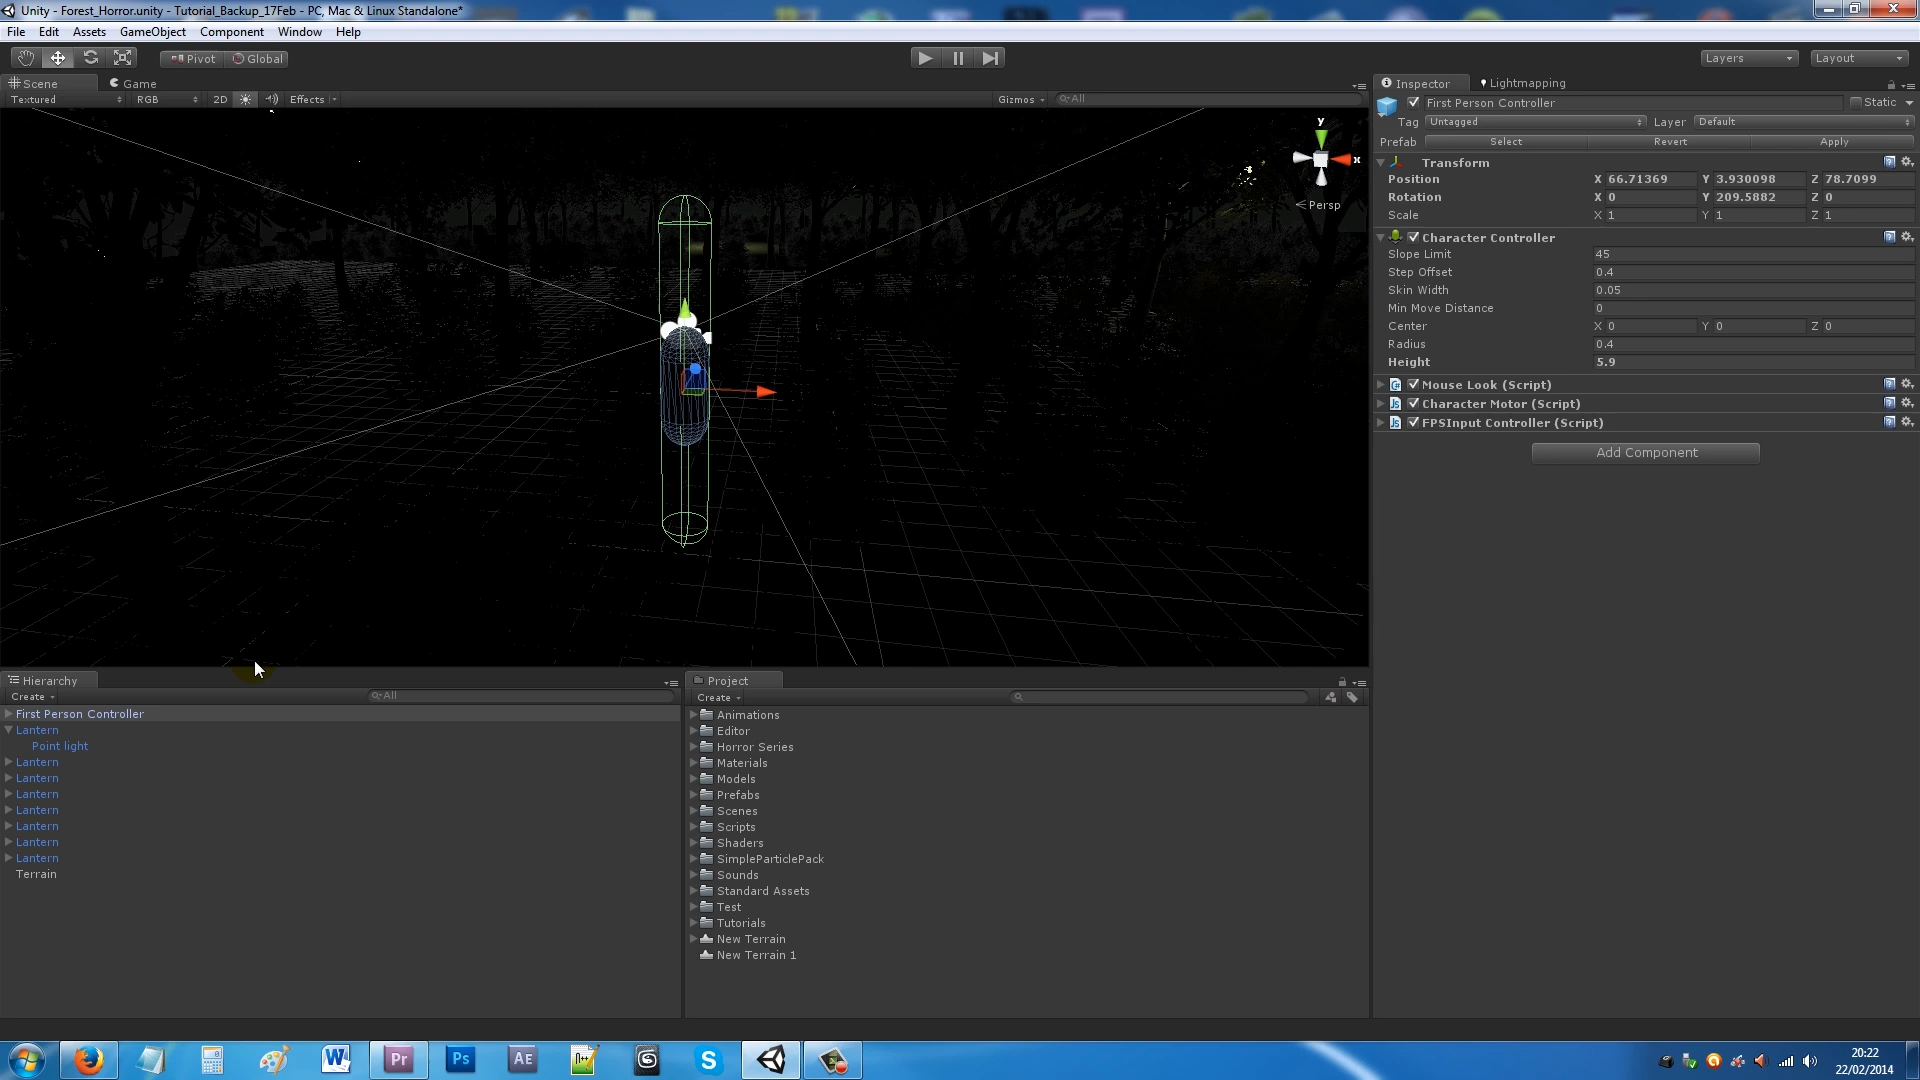 Unity - Forest_Horror.unity - Tutorial_Backup_17Feb - PC, Mac & Linux Standalone*
File Edit Assets GameObject Component Window Help
Pivot Global Layers Layout
Scene Game
Textured RGB 2D Effects Gizmos All
y
x
Persp
Inspector Lightmapping
First Person Controller Static
Tag Untagged Layer Default
Prefab Select Revert Apply
Transform
Position X 66.71369 Y 3.930098 Z 78.7099
Rotation X 0 Y 209.5882 Z 0
Scale X 1 Y 1 Z 1
Character Controller
Slope Limit 45
Step Offset 0.4
Skin Width 0.05
Min Move Distance 0
Center X 0 Y 0 Z 0
Radius 0.4
Height 5.9
Mouse Look (Script)
Js Character Motor (Script)
Js FPSInput Controller (Script)
Add Component
Hierarchy
Create All
First Person Controller
Lantern
Point light
Lantern
Lantern
Lantern
Lantern
Lantern
Lantern
Lantern
Terrain
Project
Create
Animations
Editor
Horror Series
Materials
Models
Prefabs
Scenes
Scripts
Shaders
SimpleParticlePack
Sounds
Standard Assets
Test
Tutorials
New Terrain
New Terrain 1
W Pr Ps AE S
20:22
22/02/2014